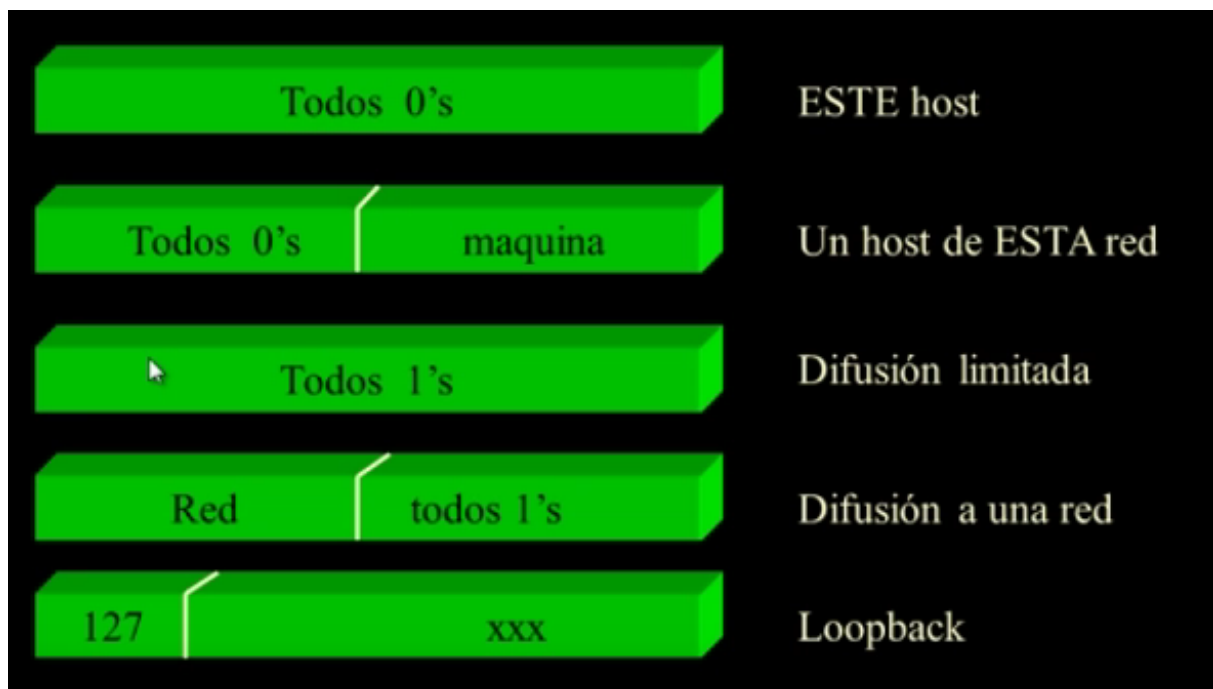 Todos 0's ESTE host
Todos 0's maquina Un host de ESTA red
Todos 1's Difusión limitada
Red todos 1's Difusión a una red
127 xxx Loopback